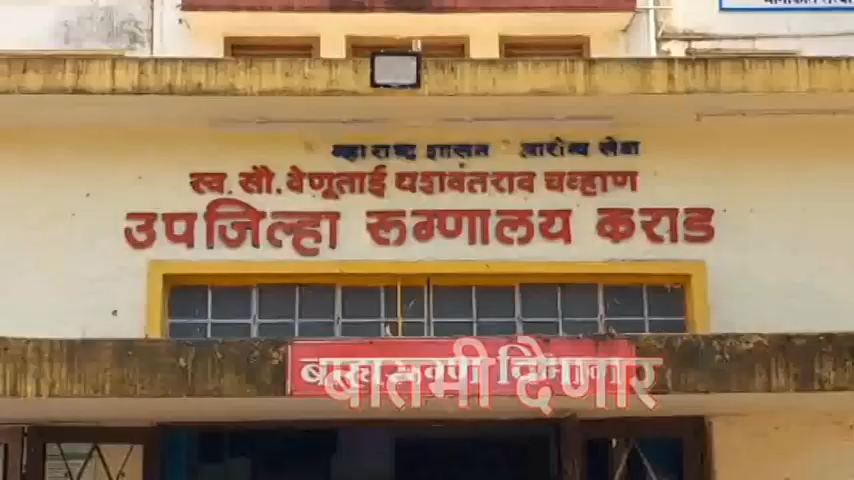 महाराष्ट्र शासन आरोग्य सेवा
स्व. सौ. वेणूताई यशवंतराव चव्हाण
उपजिल्हा रुग्णालय कराड
बातमी देणार